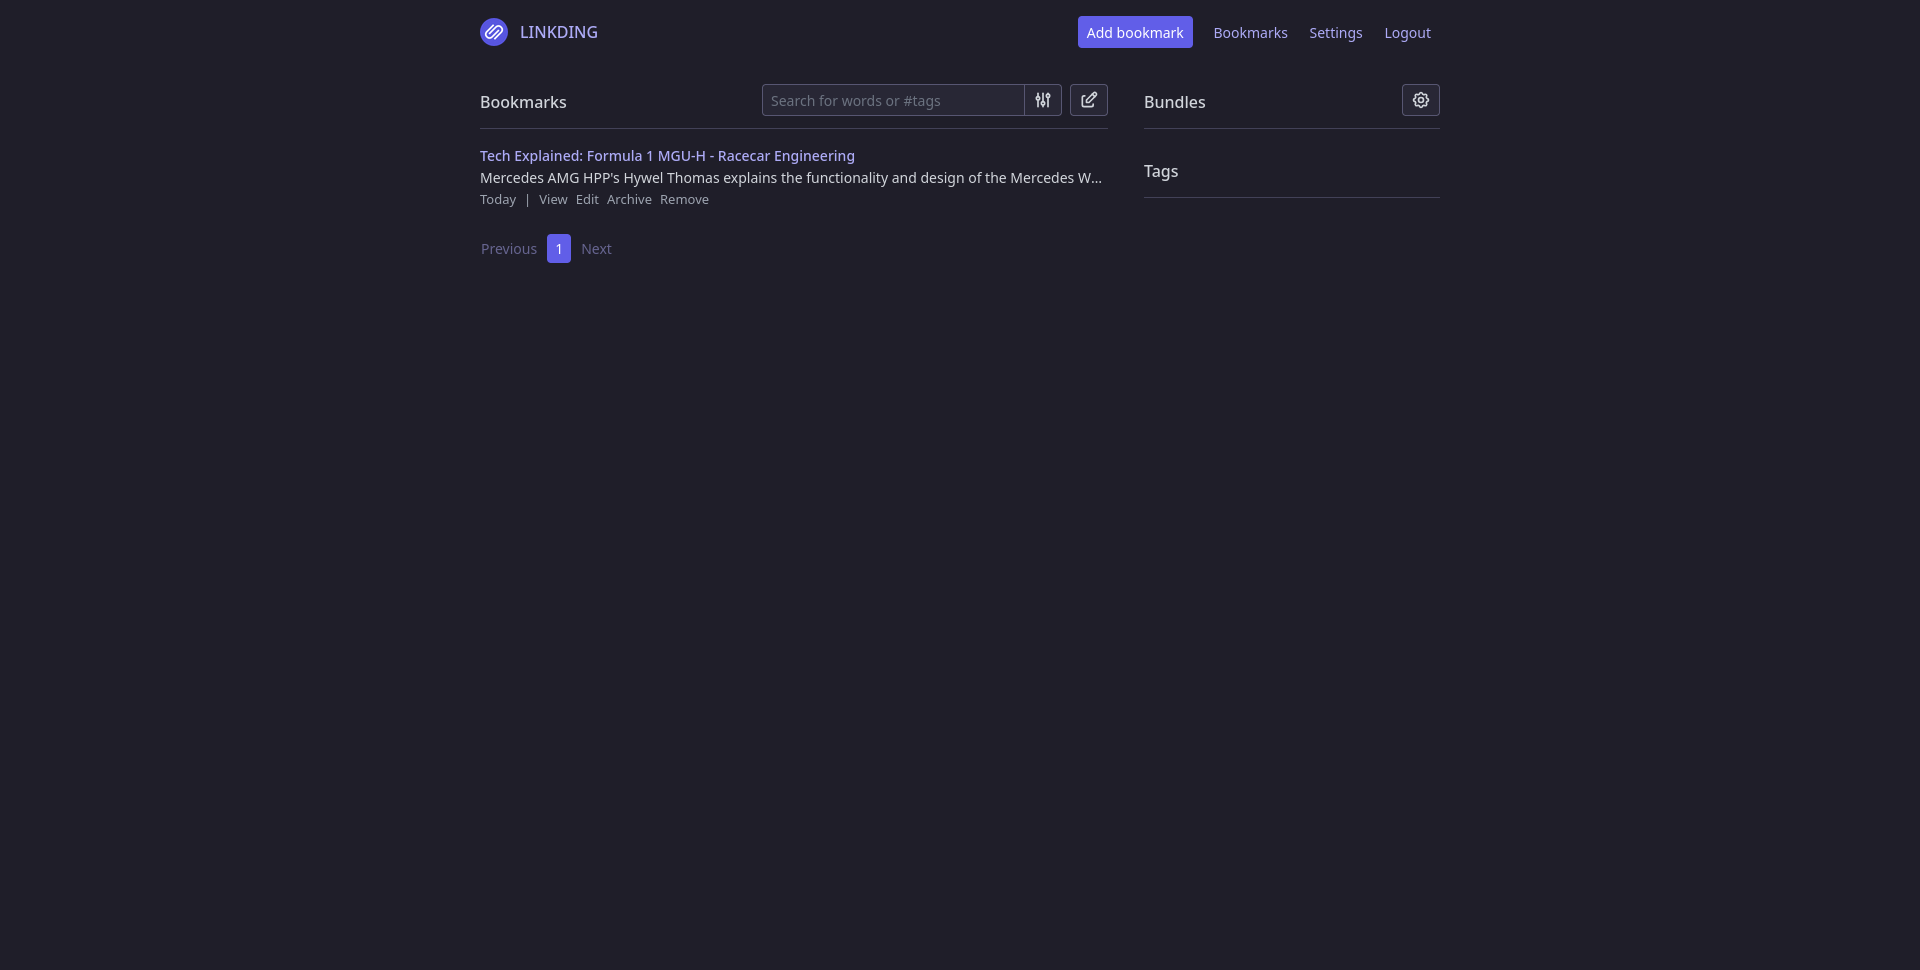 LINKDING
Add bookmark Bookmarks Settings Logout
Bookmarks
Search for words or #tags
Tech Explained: Formula 1 MGU-H - Racecar Engineering
Mercedes AMG HPP's Hywel Thomas explains the functionality and design of the Mercedes W...
Today | View Edit Archive Remove
Previous 1 Next
Bundles
Tags